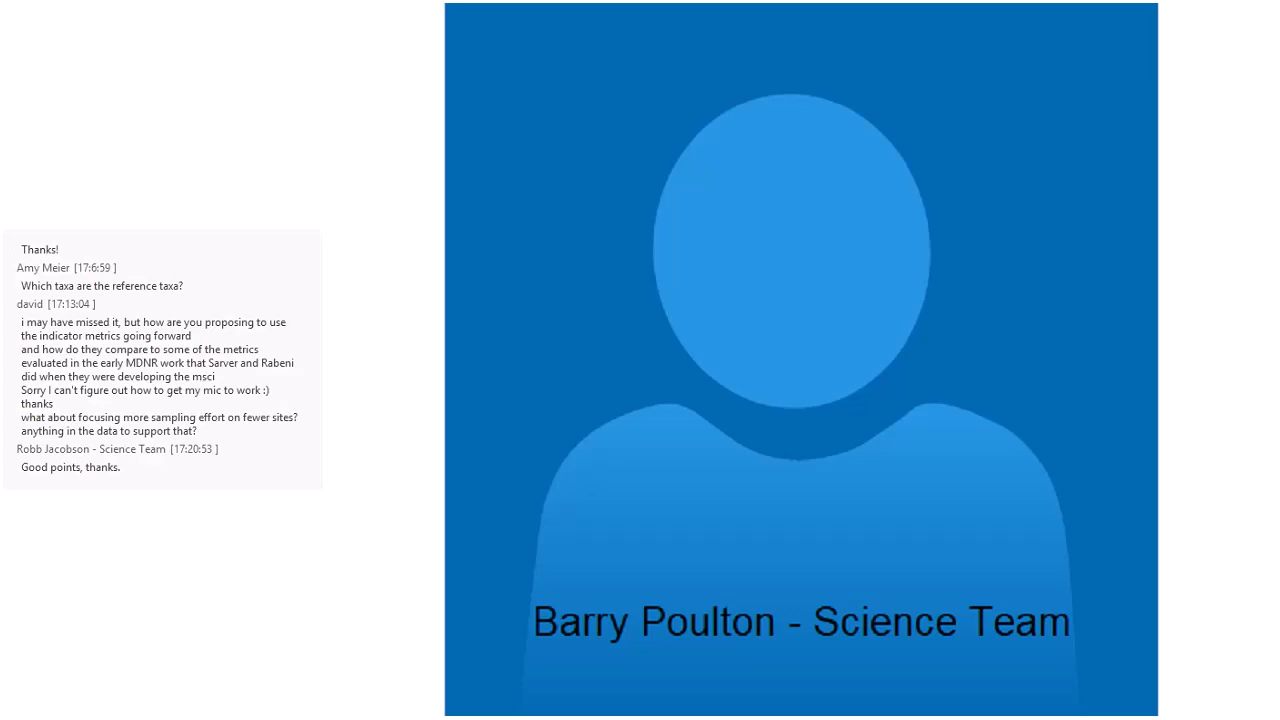 Thanks!
Amy Meier [17:6:59 ]
Which taxa are the reference taxa?
david [17:13:04 ]
i may have missed it, but how are you proposing to use
the indicator metrics going forward
and how do they compare to some of the metrics
evaluated in the early MDNR work that Sarver and Rabeni
did when they were developing the msci
Sorry I can't figure out how to get my mic to work :)
thanks
what about focusing more sampling effort on fewer sites?
anything in the data to support that?
Robb Jacobson - Science Team [17:20:53 ]
Good points, thanks.
Barry Poulton - Science Team